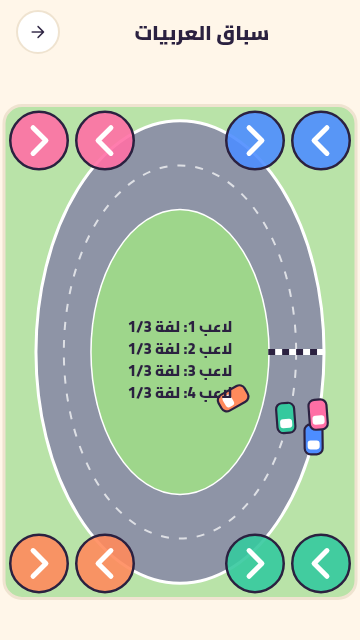 سباق العربيات
لاعب 1: لفة 1/3
لاعب 2: لفة 1/3
لاعب 3: لفة 1/3
لاعب 4: لفة 1/3